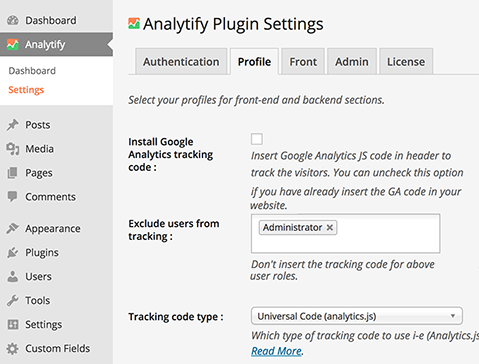 Dashboard
Analytify
Dashboard
Settings
Posts
Media
Pages
Comments
Appearance
Plugins
Users
Tools
Settings
Custom Fields
Analytify Plugin Settings
Authentication Profile Front Admin License
Select your profiles for front-end and backend sections.
Install Google
Analytics tracking
code :
Insert Google Analytics JS code in header to
track the visitors. You can uncheck this option
if you have already insert the GA code in your
website.
Exclude users from
tracking :
Administrator ×
Don't insert the tracking code for above
user roles.
Tracking code type :
Universal Code (analytics.js)
Which type of tracking code to use i-e (Analytics.js
Read More.